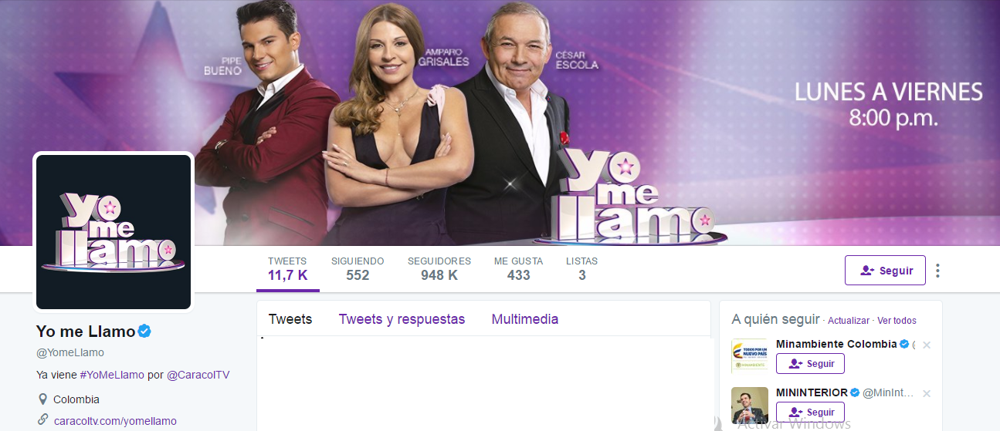 PIPE
BUENO
AMPARO
GRISALES
CÉSAR
ESCOLA
LUNES A VIERNES
8:00 p.m.
yo
me
llamo
yo
me
llamo
TWEETS
11,7 K
SIGUIENDO
552
SEGUIDORES
948 K
ME GUSTA
433
LISTAS
3
Seguir
Yo me Llamo
@YomeLlamo
Ya viene #YoMeLlamo por @CaracolTV
Colombia
caracoltv.com/yomellamo
Tweets
Tweets y respuestas
Multimedia
A quién seguir · Actualizar · Ver todos
TODOS POR UN
NUEVO PAÍS
MINAMBIENTE
Minambiente Colombia
Seguir
MININTERIOR @MinInt...
Seguir
Activar Windows